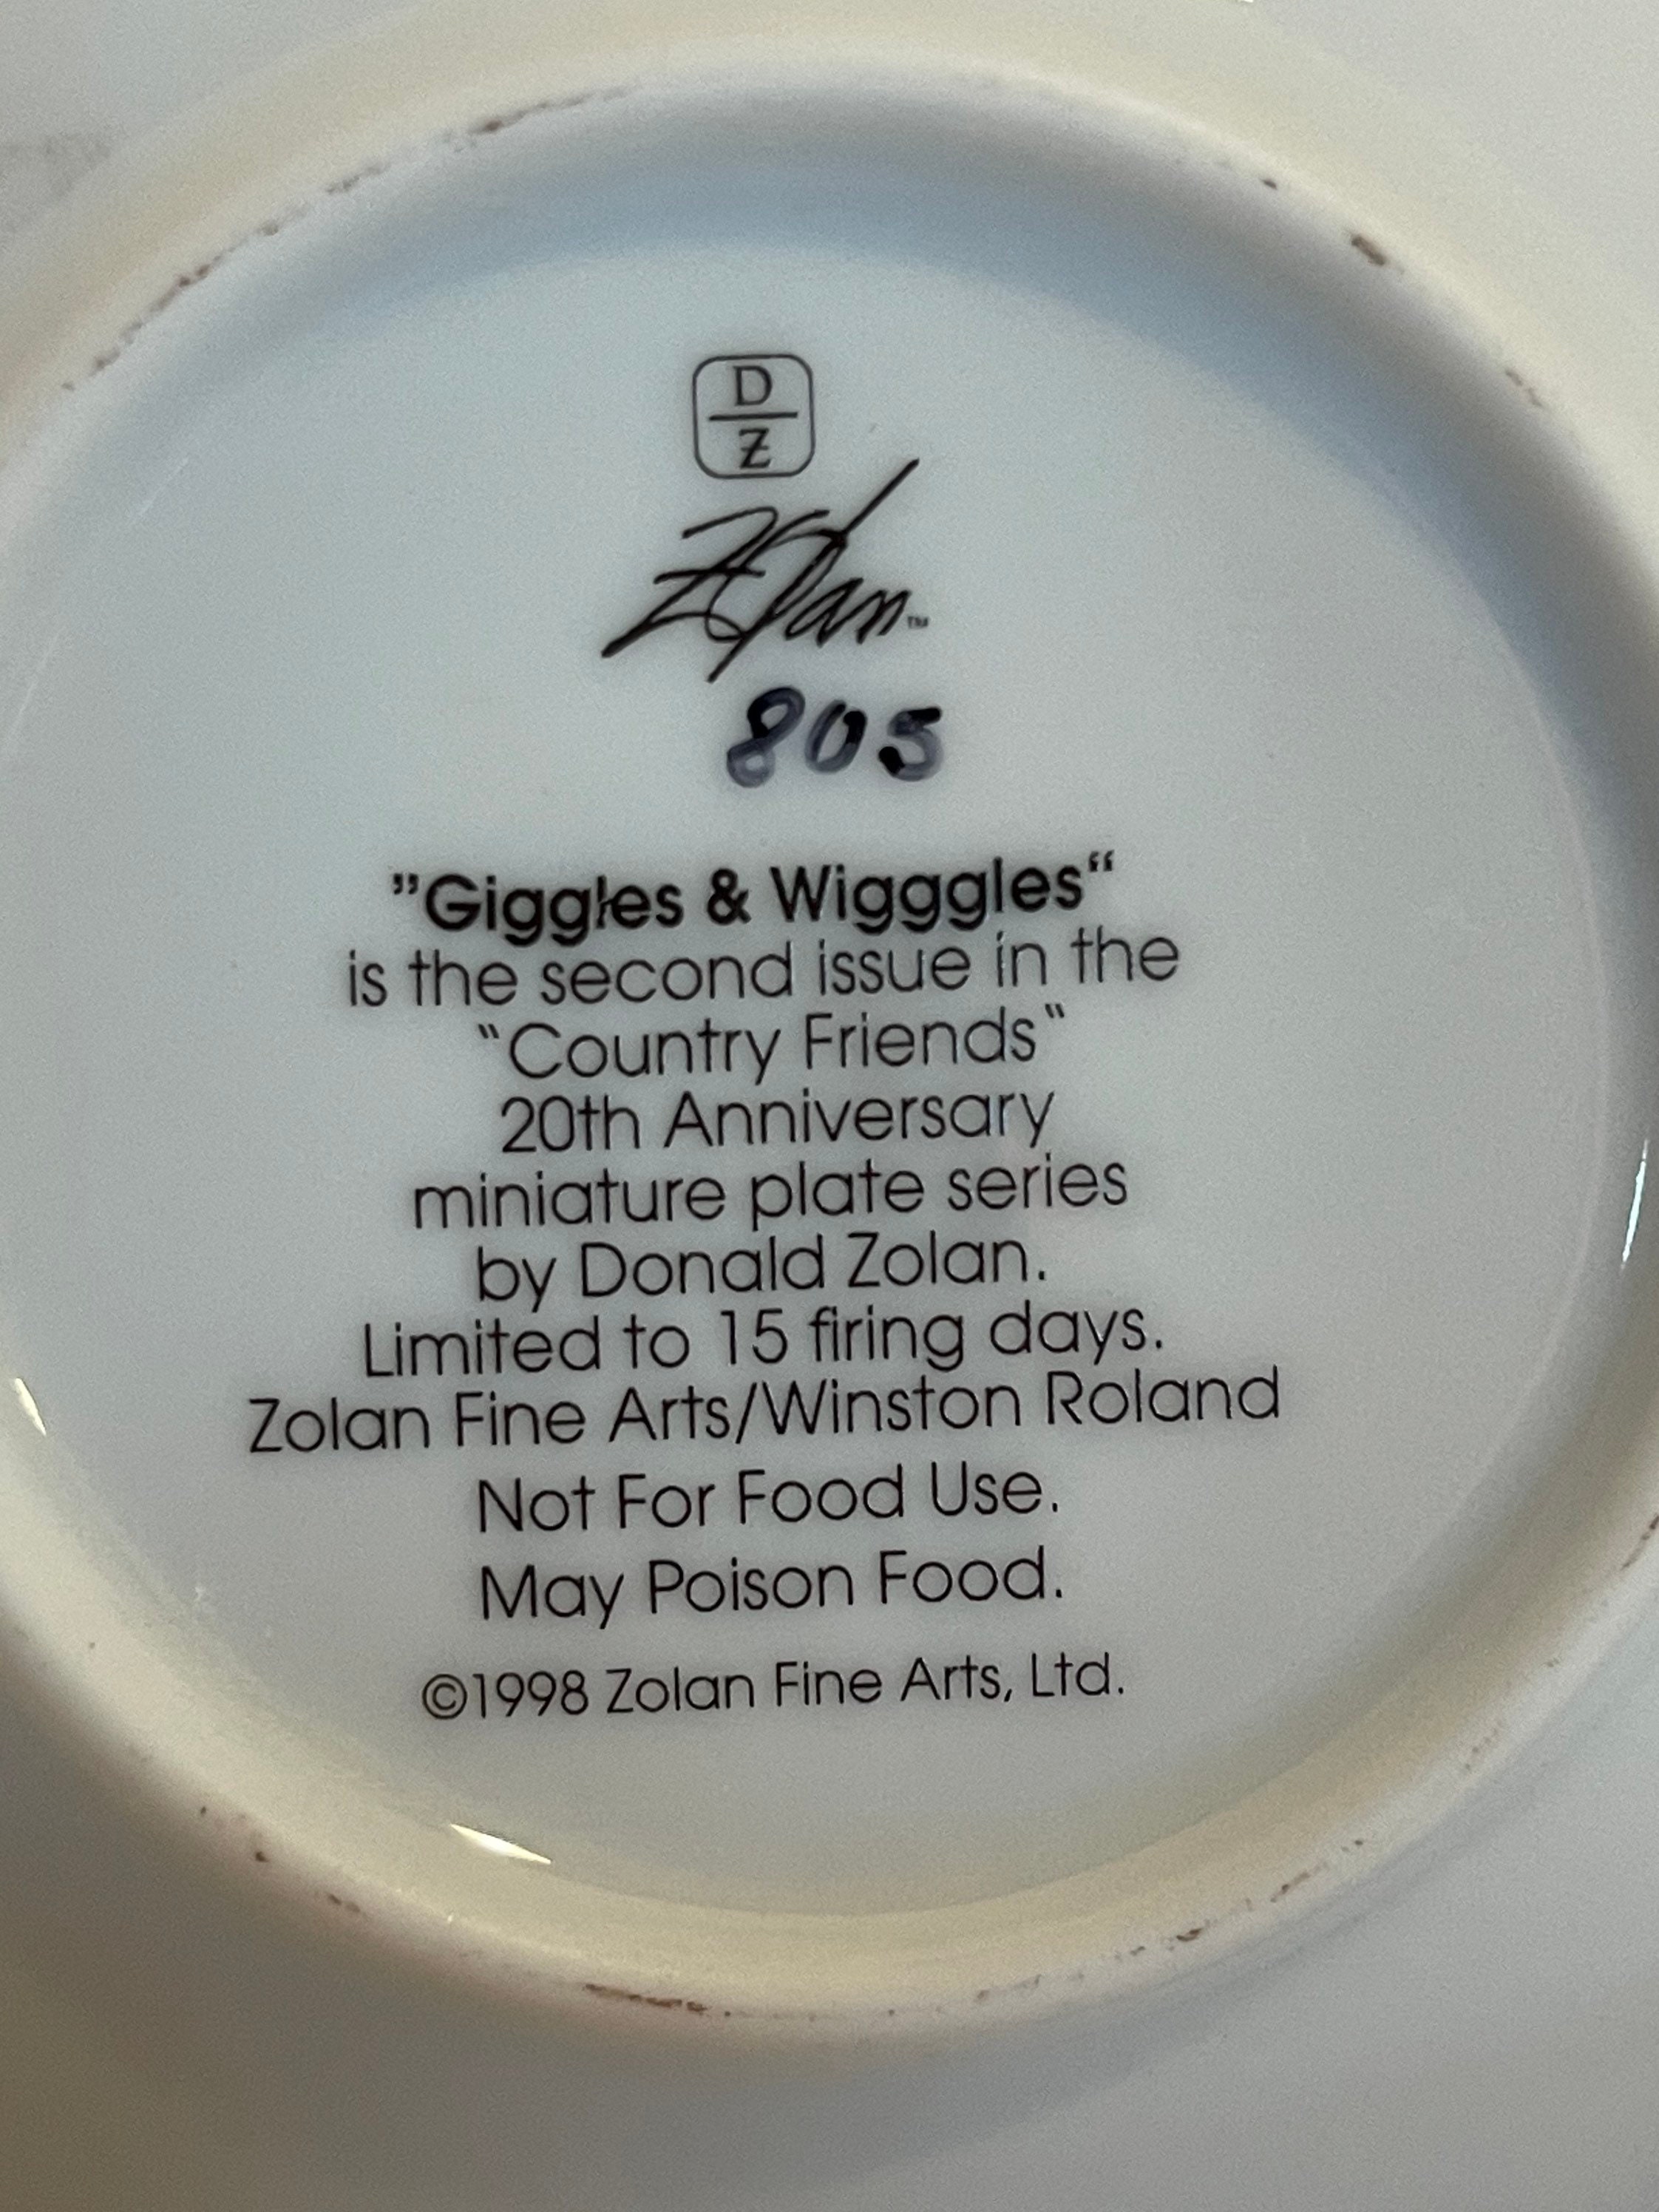 D
Z
Zolan™
805
”Giggles & Wigggles“
is the second issue in the
“Country Friends“
20th Anniversary
miniature plate series
by Donald Zolan.
Limited to 15 firing days.
Zolan Fine Arts/Winston Roland
Not For Food Use.
May Poison Food.
©1998 Zolan Fine Arts, Ltd.